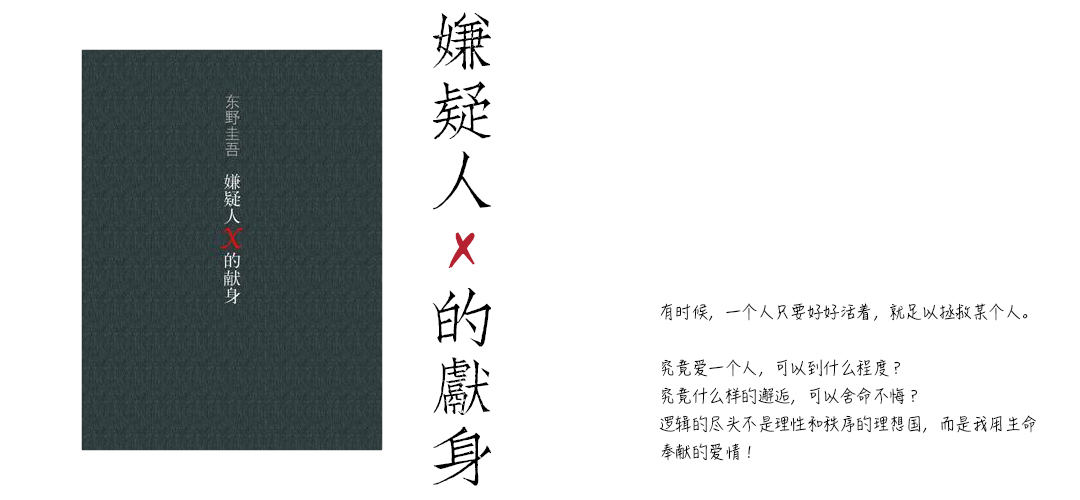 东野圭吾
嫌疑人
X
的献身
嫌疑人
X
的獻身
有时候，一个人只要好好活着，就足以拯救某个人。
究竟爱一个人，可以到什么程度？
究竟什么样的邂逅，可以舍命不悔？
逻辑的尽头不是理性和秩序的理想国，而是我用生命
奉献的爱情！